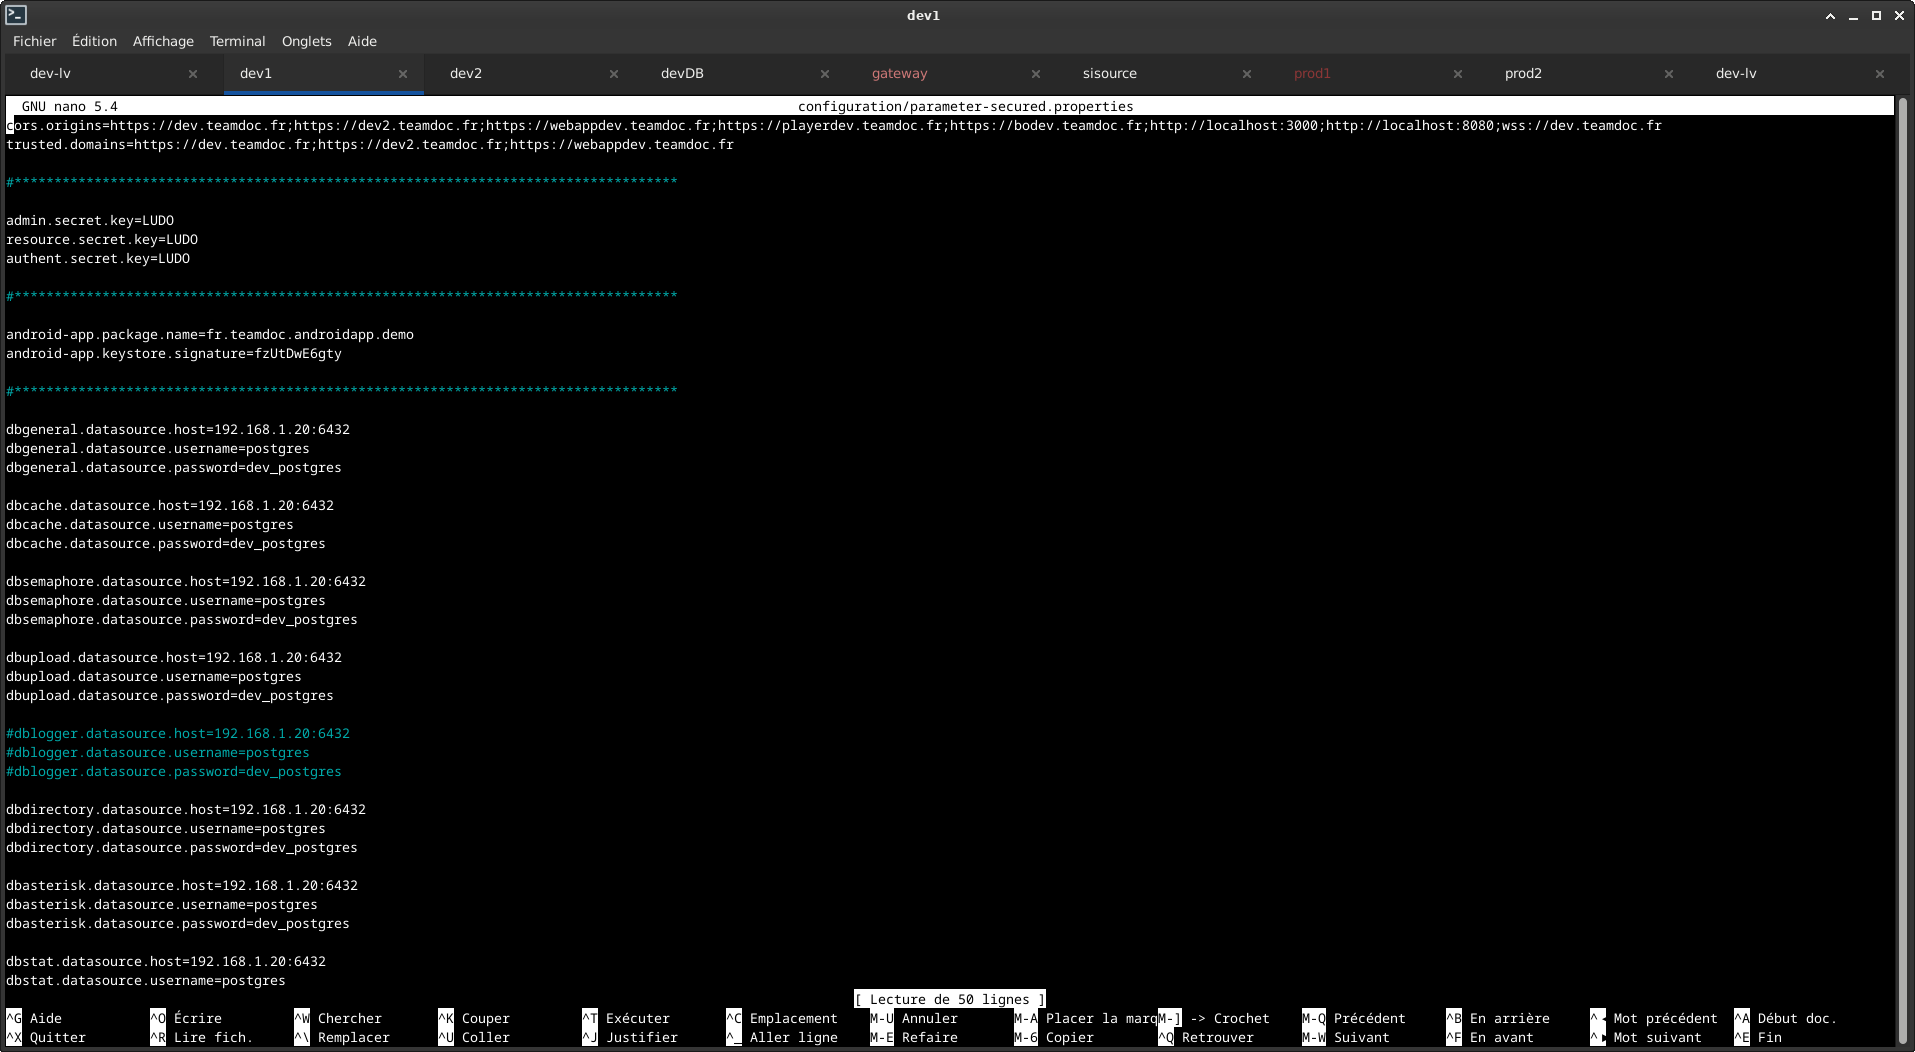 dev1
Fichier Édition Affichage Terminal Onglets Aide
dev-lv dev1 dev2 devDB gateway sisource prod1 prod2 dev-lv
GNU nano 5.4 configuration/parameter-secured.properties
cors.origins=https://dev.teamdoc.fr;https://dev2.teamdoc.fr;https://webappdev.teamdoc.fr;https://playerdev.teamdoc.fr;https://bodev.teamdoc.fr;http://localhost:3000;http://localhost:8080;wss://dev.teamdoc.fr
trusted.domains=https://dev.teamdoc.fr;https://dev2.teamdoc.fr;https://webappdev.teamdoc.fr
#***********************************************************************************
admin.secret.key=LUDO
resource.secret.key=LUDO
authent.secret.key=LUDO
#***********************************************************************************
android-app.package.name=fr.teamdoc.androidapp.demo
android-app.keystore.signature=fzUtDwE6gty
#***********************************************************************************
dbgeneral.datasource.host=192.168.1.20:6432
dbgeneral.datasource.username=postgres
dbgeneral.datasource.password=dev_postgres
dbcache.datasource.host=192.168.1.20:6432
dbcache.datasource.username=postgres
dbcache.datasource.password=dev_postgres
dbsemaphore.datasource.host=192.168.1.20:6432
dbsemaphore.datasource.username=postgres
dbsemaphore.datasource.password=dev_postgres
dbupload.datasource.host=192.168.1.20:6432
dbupload.datasource.username=postgres
dbupload.datasource.password=dev_postgres
#dblogger.datasource.host=192.168.1.20:6432
#dblogger.datasource.username=postgres
#dblogger.datasource.password=dev_postgres
dbdirectory.datasource.host=192.168.1.20:6432
dbdirectory.datasource.username=postgres
dbdirectory.datasource.password=dev_postgres
dbasterisk.datasource.host=192.168.1.20:6432
dbasterisk.datasource.username=postgres
dbasterisk.datasource.password=dev_postgres
dbstat.datasource.host=192.168.1.20:6432
dbstat.datasource.username=postgres
[ Lecture de 50 lignes ]
^G Aide ^O Écrire ^W Chercher ^K Couper ^T Exécuter ^C Emplacement M-U Annuler M-A Placer la marq M-] -> Crochet M-Q Précédent ^B En arrière ^◂ Mot précédent ^A Début doc.
^X Quitter ^R Lire fich. ^\ Remplacer ^U Coller ^J Justifier ^_ Aller ligne M-E Refaire M-6 Copier ^Q Retrouver M-W Suivant ^F En avant ^▸ Mot suivant ^E Fin